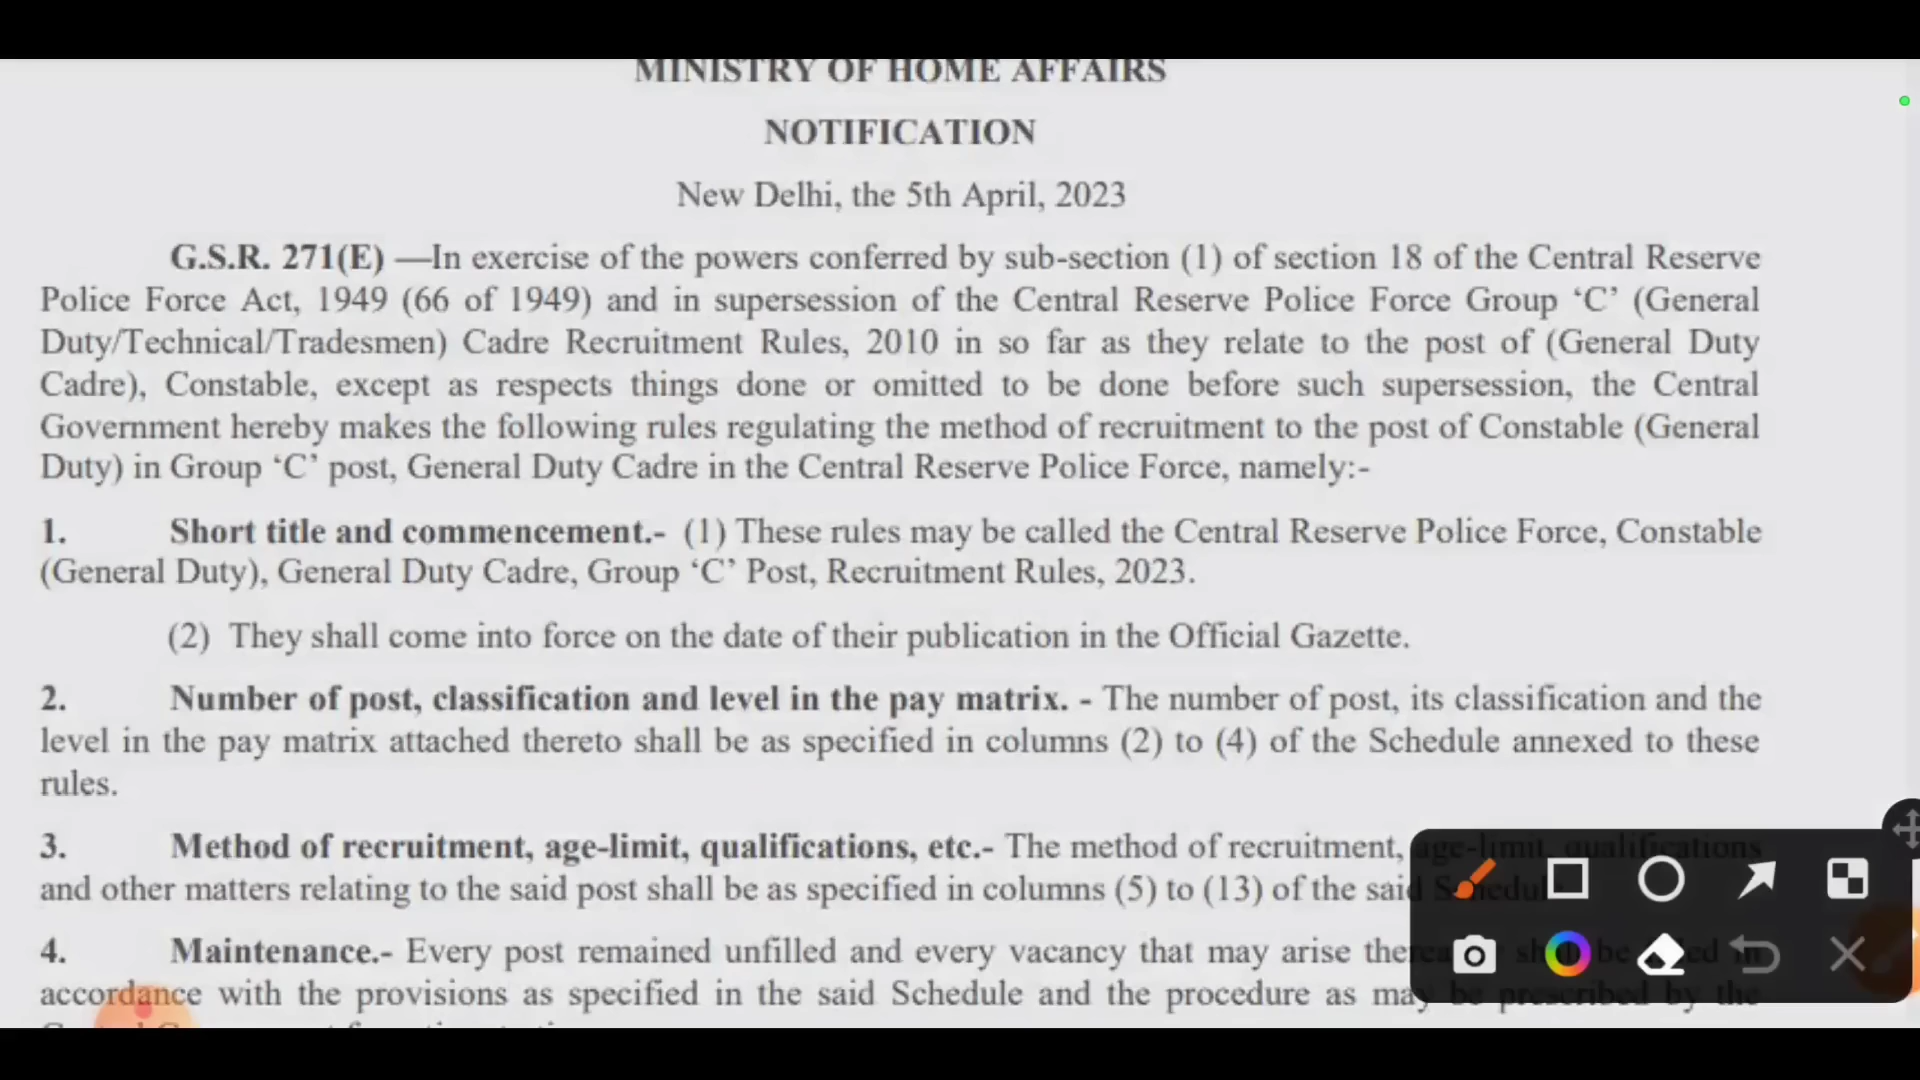 MINISTRY OF HOME AFFAIRS
NOTIFICATION
New Delhi, the 5th April, 2023
G.S.R. 271(E) —In exercise of the powers conferred by sub-section (1) of section 18 of the Central Reserve
Police Force Act, 1949 (66 of 1949) and in supersession of the Central Reserve Police Force Group ‘C’ (General
Duty/Technical/Tradesmen) Cadre Recruitment Rules, 2010 in so far as they relate to the post of (General Duty
Cadre), Constable, except as respects things done or omitted to be done before such supersession, the Central
Government hereby makes the following rules regulating the method of recruitment to the post of Constable (General
Duty) in Group ‘C’ post, General Duty Cadre in the Central Reserve Police Force, namely:-
1. Short title and commencement.- (1) These rules may be called the Central Reserve Police Force, Constable
(General Duty), General Duty Cadre, Group ‘C’ Post, Recruitment Rules, 2023.
(2) They shall come into force on the date of their publication in the Official Gazette.
2. Number of post, classification and level in the pay matrix. - The number of post, its classification and the
level in the pay matrix attached thereto shall be as specified in columns (2) to (4) of the Schedule annexed to these
rules.
3. Method of recruitment, age-limit, qualifications, etc.- The method of recruitment, age-limit, qualifications
and other matters relating to the said post shall be as specified in columns (5) to (13) of the said
4. Maintenance.- Every post remained unfilled and every vacancy that may arise
accordance with the provisions as specified in the said Schedule and the procedure as may be prescribed by the